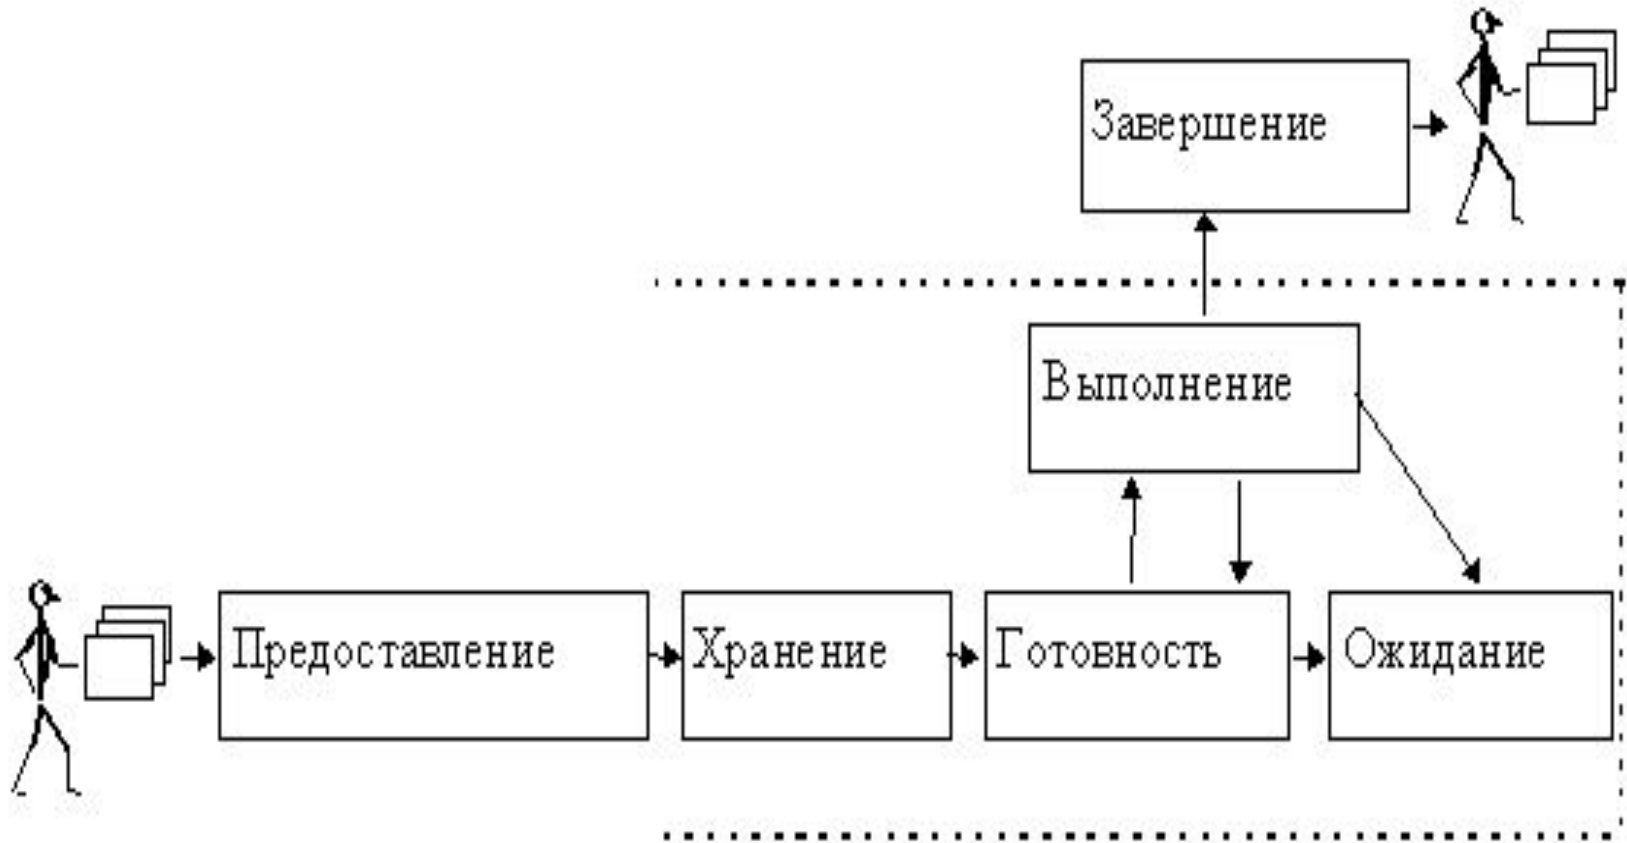 Завершение
Выполнение
Предоставление
Хранение
Готовность
Ожидание